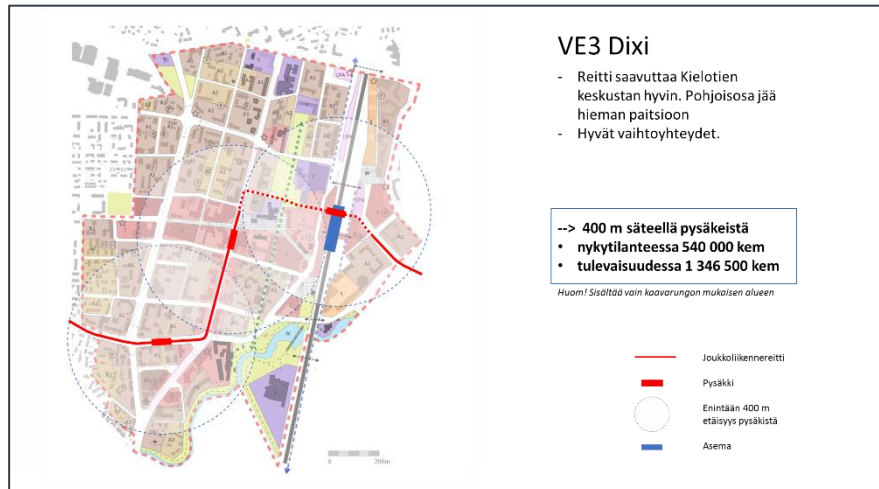 VE3 Dixi
- Reitti saavuttaa Kielotien
keskustan hyvin. Pohjoisosa jää
hieman paitsioon
- Hyvät vaihtoyhteydet.
--> 400 m säteellä pysäkeistä
• nykytilanteessa 540 000 kem
• tulevaisuudessa 1 346 500 kem
Huom! Sisältää vain kaavarungon mukaisen alueen
Joukkoliikennereitti
Pysäkki
Enintään 400 m
etäisyys pysäkistä
Asema
0 200m